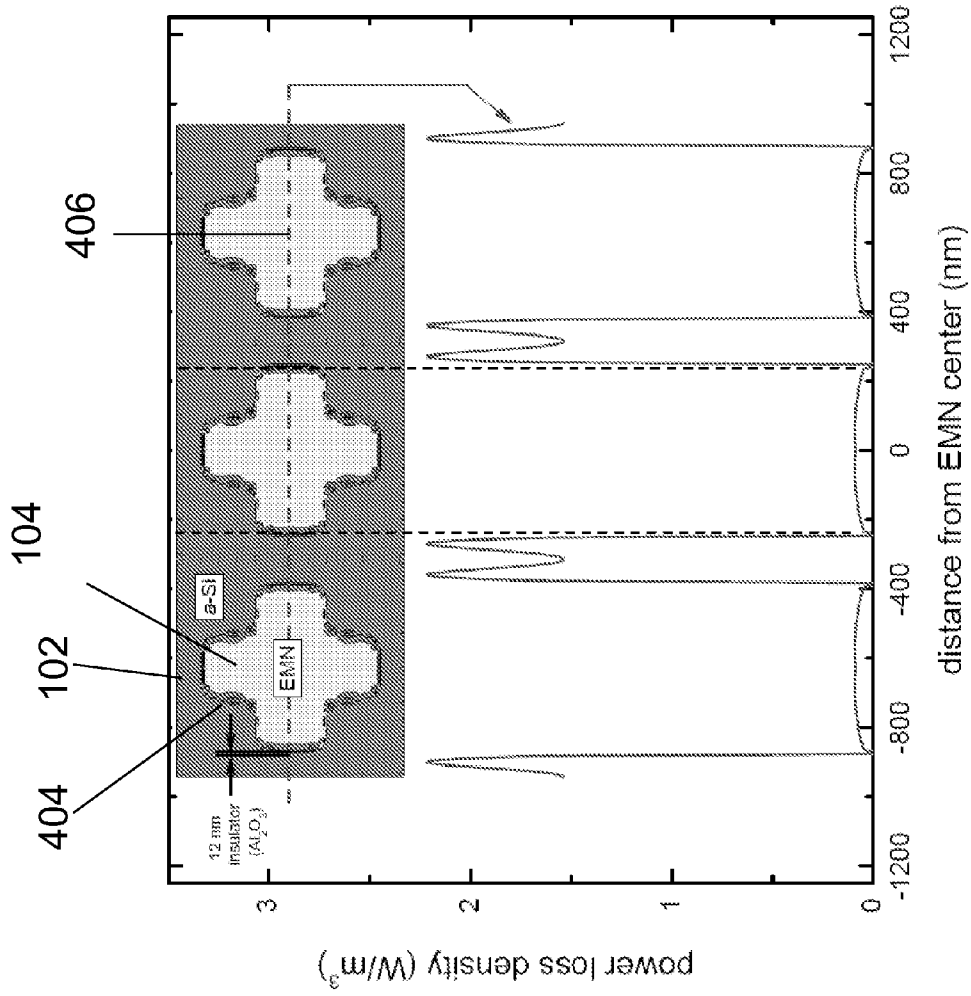 404
102
104
406
12 nm
insulator
(Al₂O₃)
a-Si
EMN
power loss density (W/m³)
3
2
1
0
-1200
-800
-400
0
400
800
1200
distance from EMN center (nm)